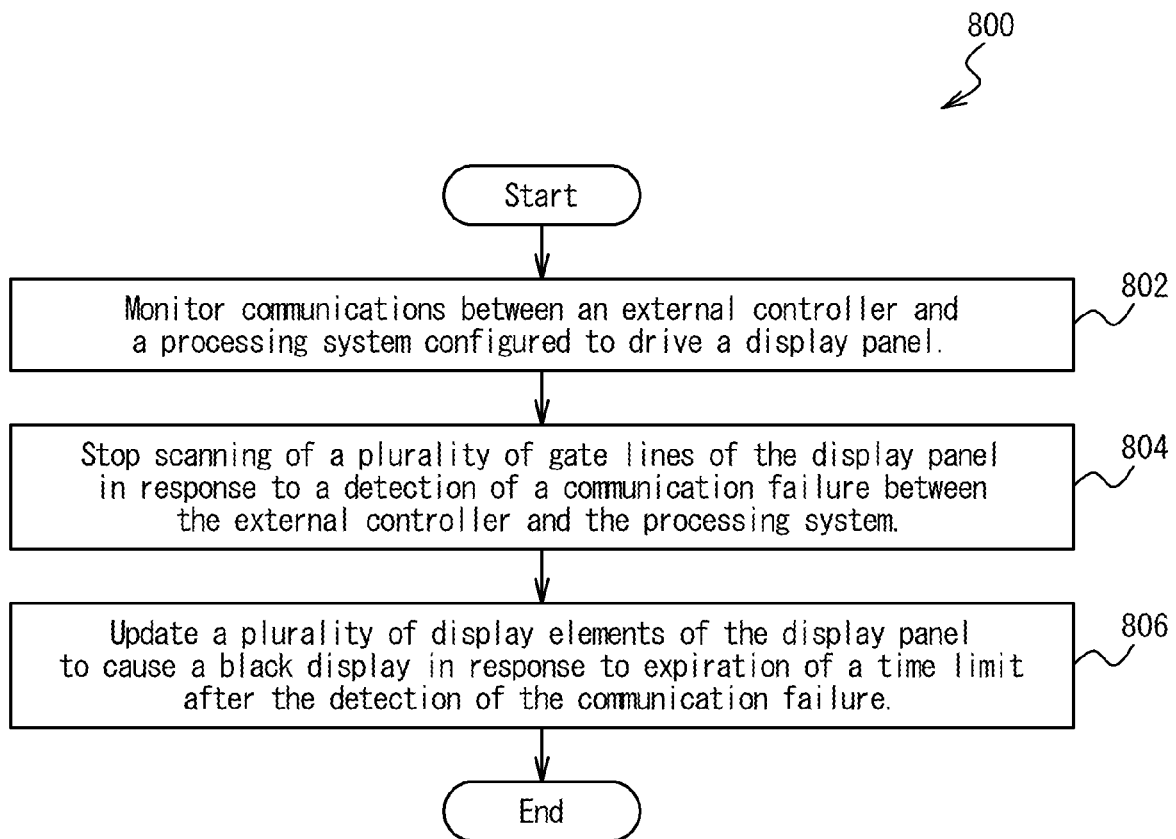 800
Start
Monitor communications between an external controller and
a processing system configured to drive a display panel.
802
Stop scanning of a plurality of gate lines of the display panel
in response to a detection of a communication failure between
the external controller and the processing system.
804
Update a plurality of display elements of the display panel
to cause a black display in response to expiration of a time limit
after the detection of the communication failure.
806
End